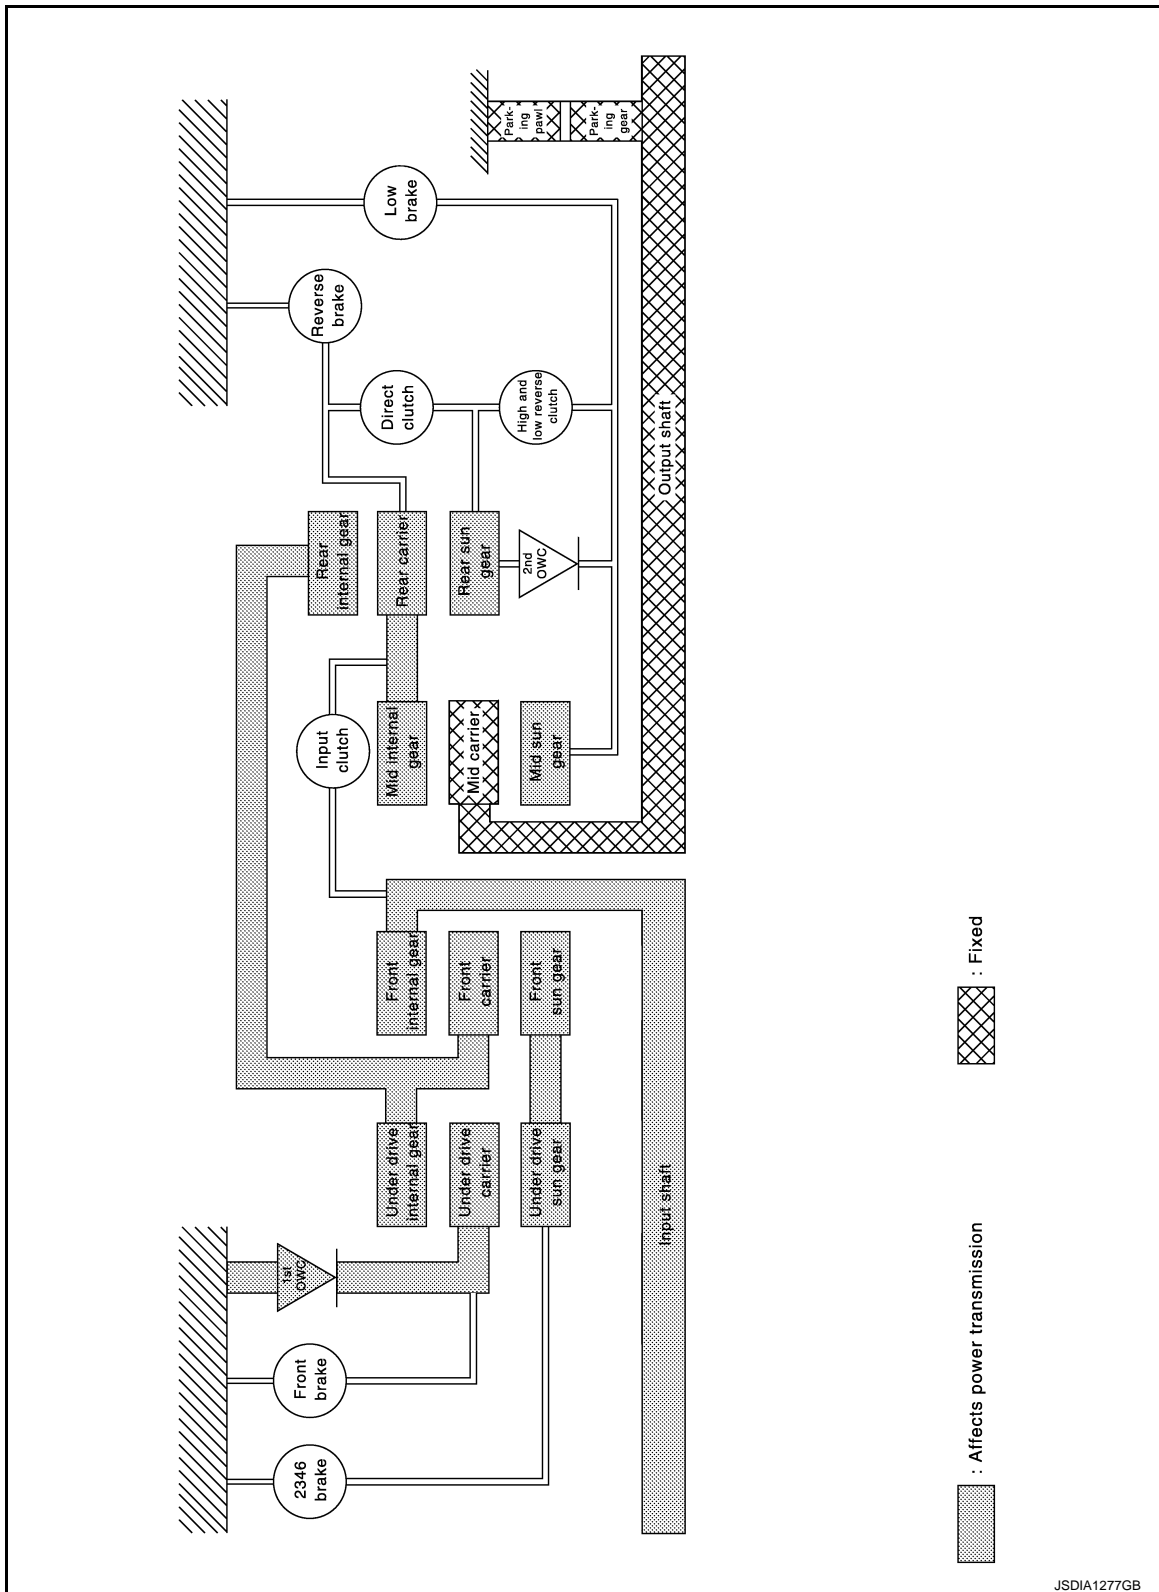 2346
brake
Front
brake
1st
OWC
Under drive
internal gear
Under drive
carrier
Under drive
sun gear
Front
internal gear
Front
carrier
Front
sun gear
Input shaft
Input
clutch
Mid internal
gear
Mid carrier
Mid sun
gear
Rear
internal gear
Rear carrier
Rear sun
gear
2nd
OWC
Direct
clutch
High and
low reverse
clutch
Reverse
brake
Low
brake
Park-
ing
pawl
Park-
ing
gear
Output shaft
: Affects power transmission
: Fixed
JSDIA1277GB